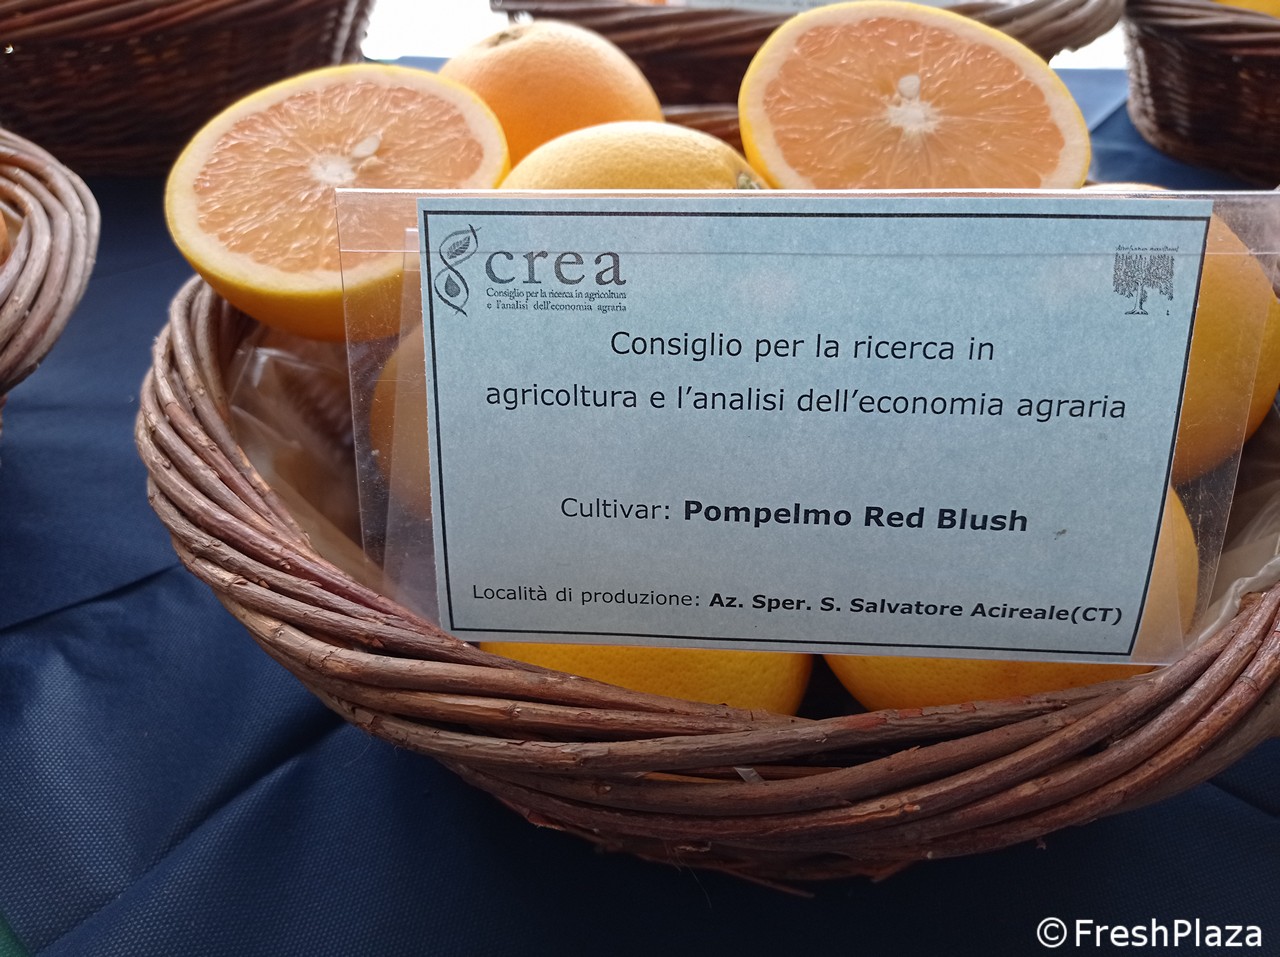 crea
Consiglio per la ricerca in agricoltura
e l'analisi dell'economia agraria
Consiglio per la ricerca in
agricoltura e l'analisi dell'economia agraria
Cultivar: Pompelmo Red Blush
Località di produzione: Az. Sper. S. Salvatore Acireale(CT)
© FreshPlaza